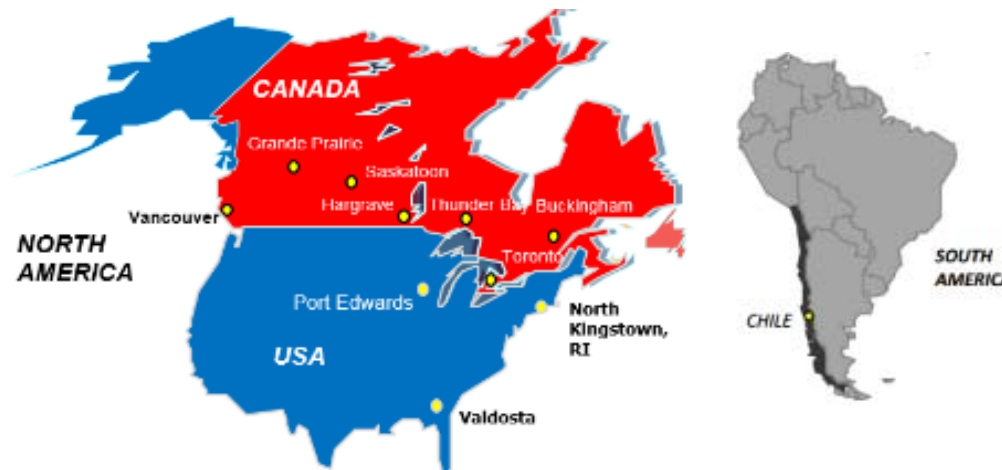 CANADA
Grande Prairie
Saskatoon
Hargrave
Thunder Bay
Buckingham
Vancouver
NORTH
AMERICA
Toronto
Port Edwards
North
Kingstown,
RI
USA
Valdosta
SOUTH
AMERICA
CHILE